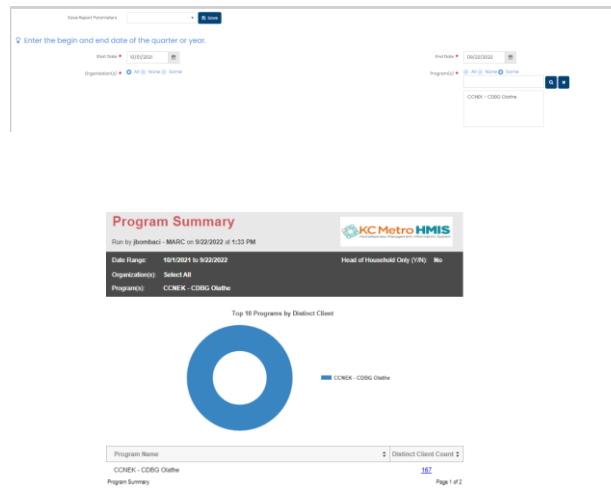 Save Report Parameters
Save
Enter the begin and end date of the quarter or year.
Start Date * 10/01/2021
End Date * 09/22/2022
Organization(s) * All None Some
Program(s) * All None Some
CCNEK - CDBG Olathe
Program Summary
KC Metro HMIS
Run by jbombaci - MARC on 9/22/2022 at 1:33 PM
Date Range: 10/1/2021 to 9/22/2022
Head of Household Only (Y/N): No
Organization(s): Select All
Program(s): CCNEK - CDBG Olathe
Top 10 Programs by Distinct Client
CCNEK - CDBG Olathe
Program Name
Distinct Client Count
CCNEK - CDBG Olathe
167
Program Summary
Page 1 of 2